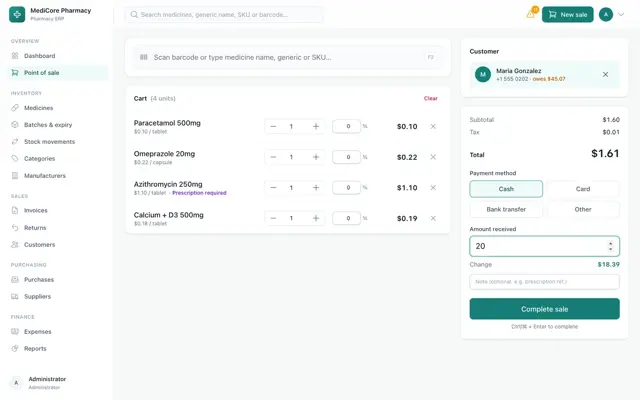 MediCore Pharmacy
Pharmacy ERP
Search medicines, generic name, SKU or barcode...
New sale
A
OVERVIEW
Dashboard
Point of sale
INVENTORY
Medicines
Batches & expiry
Stock movements
Categories
Manufacturers
SALES
Invoices
Returns
Customers
PURCHASING
Purchases
Suppliers
FINANCE
Expenses
Reports
A
Administrator
Administrator
Scan barcode or type medicine name, generic or SKU...
F2
Cart (4 units)
Clear
Paracetamol 500mg
$0.10 / tablet
1
0 %
$0.10
Omeprazole 20mg
$0.22 / capsule
1
0 %
$0.22
Azithromycin 250mg
$1.10 / tablet · Prescription required
1
0 %
$1.10
Calcium + D3 500mg
$0.18 / tablet
1
0 %
$0.19
Customer
M
Maria Gonzalez
+1 555 0202 · owes $45.07
Subtotal $1.60
Tax $0.01
Total $1.61
Payment method
Cash
Card
Bank transfer
Other
Amount received
20
Change $18.39
Note (optional, e.g. prescription ref.)
Complete sale
Ctrl/⌘ + Enter to complete